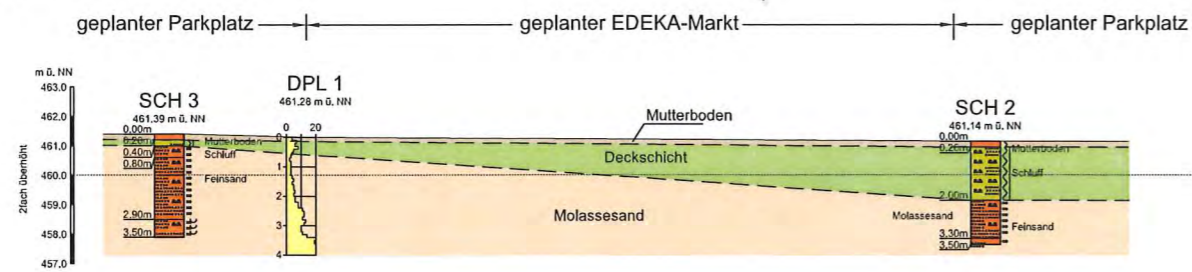 geplanter Parkplatz
geplanter EDEKA-Markt
geplanter Parkplatz
m ü. NN
463.0
462.0
461.0
460.0
459.0
458.0
457.0
2fach überhöht
SCH 3
461,39 m ü. NN
0.00m
0.20m
0.40m
0.80m
2.90m
3.50m
Mutterboden
Schluff
Feinsand
DPL 1
461.28 m ü. NN
0 20
0
1
2
3
4
Mutterboden
Deckschicht
Molassesand
SCH 2
461,14 m ü. NN
0.00m
0.20m
2.00m
3.30m
3.50m
Mutterboden
Schluff
Molassesand
Feinsand